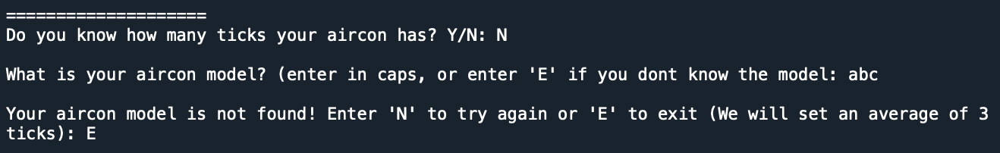 ====================
Do you know how many ticks your aircon has? Y/N: N
What is your aircon model? (enter in caps, or enter 'E' if you dont know the model: abc
Your aircon model is not found! Enter 'N' to try again or 'E' to exit (We will set an average of 3
ticks): E